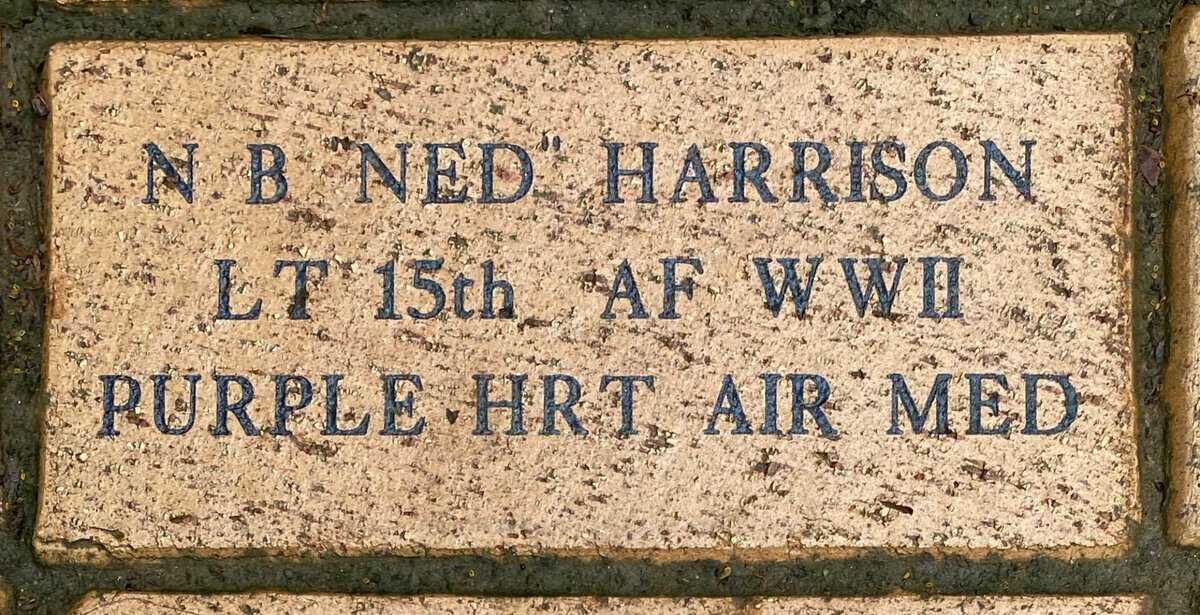 N B "NED" HARRISON
LT 15th AF WWII
PURPLE HRT AIR MED